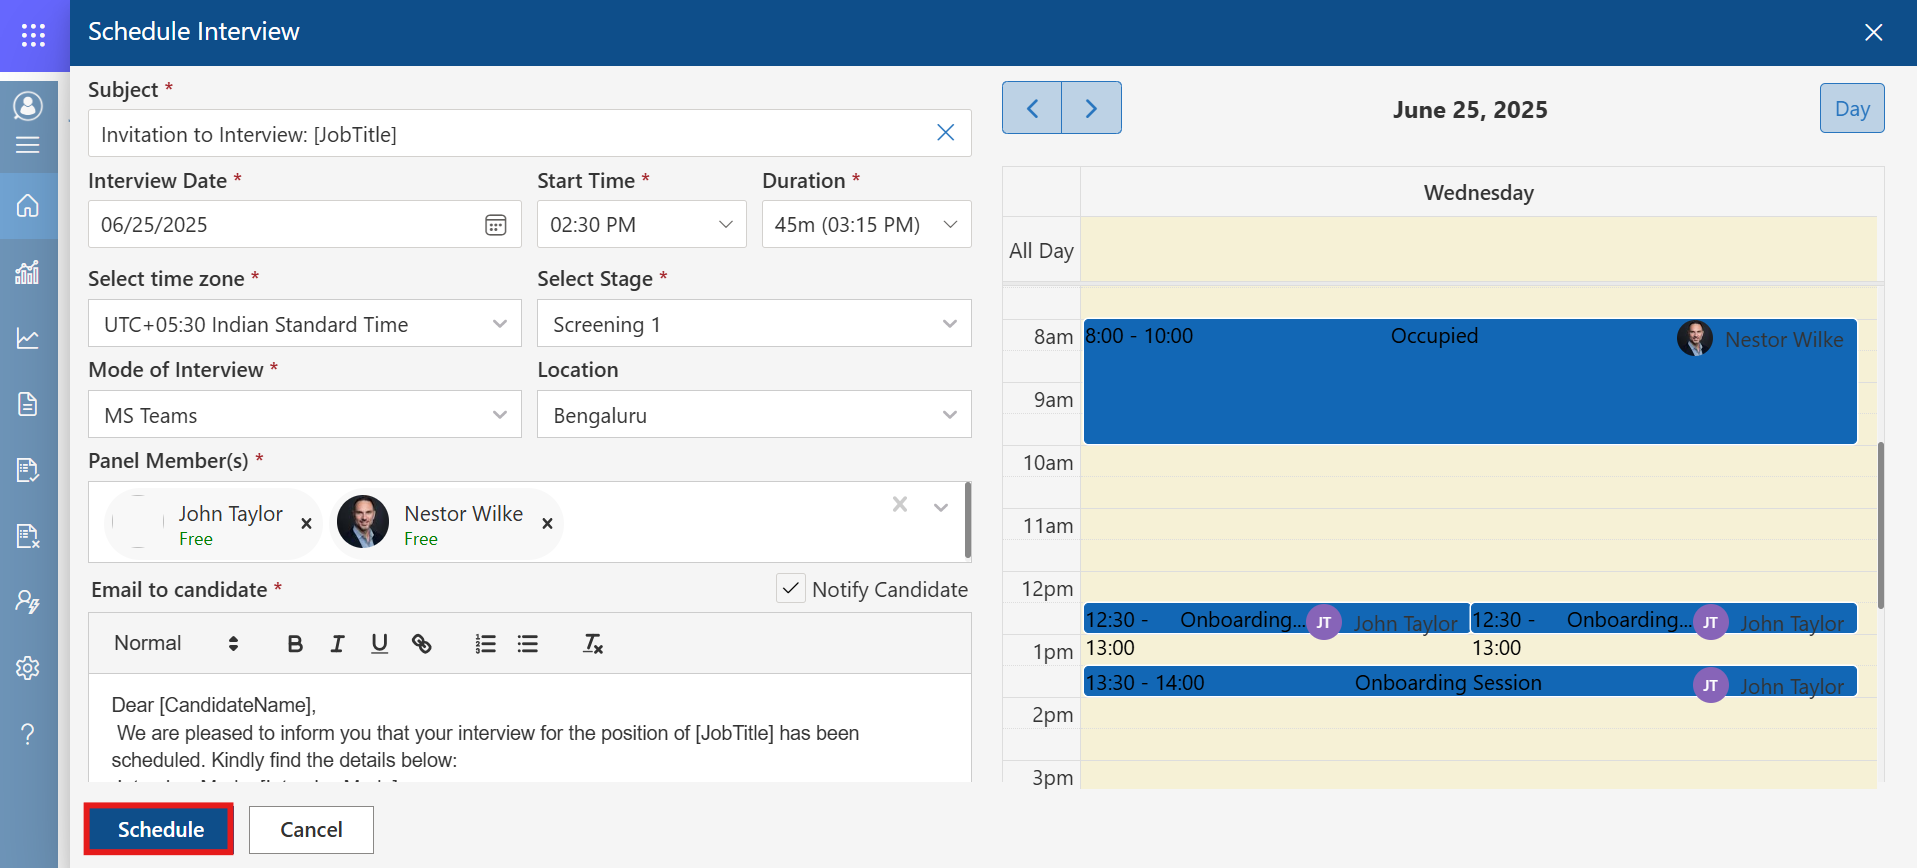 Schedule Interview
Subject *
Invitation to Interview: [JobTitle]
Interview Date *
Start Time *
Duration *
06/25/2025
02:30 PM
45m (03:15 PM)
Select time zone *
Select Stage *
UTC+05:30 Indian Standard Time
Screening 1
Mode of Interview *
Location
MS Teams
Bengaluru
Panel Member(s) *
John Taylor
Free
Nestor Wilke
Free
Email to candidate *
Notify Candidate
Normal
Dear [CandidateName],
We are pleased to inform you that your interview for the position of [JobTitle] has been
scheduled. Kindly find the details below:
Schedule
Cancel
June 25, 2025
Day
Wednesday
All Day
8am
8:00 - 10:00
Occupied
Nestor Wilke
9am
10am
11am
12pm
12:30 -
13:00
Onboarding...
JT
John Taylor
12:30 -
13:00
Onboarding...
JT
John Taylor
1pm
13:30 - 14:00
Onboarding Session
JT
John Taylor
2pm
3pm